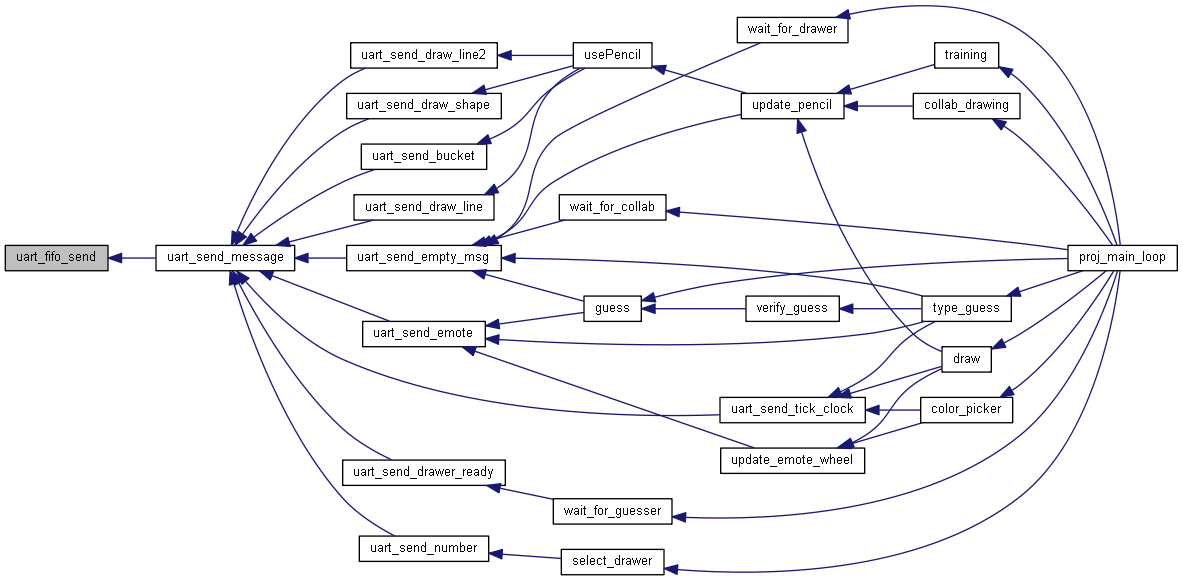 wait_for_drawer
uart_send_draw_line2
usePencil
training
uart_send_draw_shape
update_pencil
collab_drawing
uart_send_bucket
uart_send_draw_line
wait_for_collab
uart_fifo_send
uart_send_message
uart_send_empty_msg
proj_main_loop
guess
verify_guess
type_guess
uart_send_emote
draw
uart_send_tick_clock
color_picker
update_emote_wheel
uart_send_drawer_ready
wait_for_guesser
uart_send_number
select_drawer